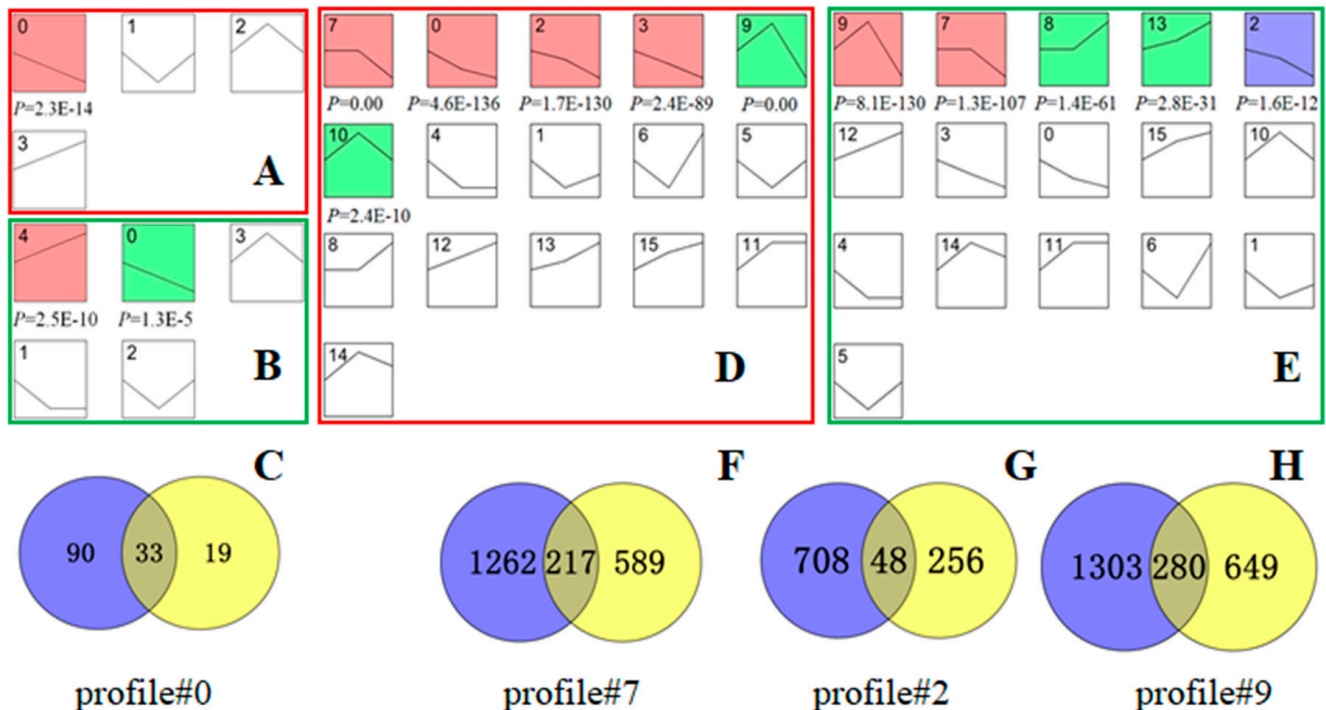 0 1 2
P=2.3E-14
3
A
4 0 3
P=2.5E-10 P=1.3E-5
1 2
B
7 0 2 3 9
P=0.00 P=4.6E-136 P=1.7E-130 P=2.4E-89 P=0.00
10 4 1 6 5
P=2.4E-10
8 12 13 15 11
14
D
9 7 8 13 2
P=8.1E-130 P=1.3E-107 P=1.4E-61 P=2.8E-31 P=1.6E-12
12 3 0 15 10
4 14 11 6 1
5
E
C
90 33 19
profile#0
F
1262 217 589
profile#7
G
708 48 256
profile#2
H
1303 280 649
profile#9